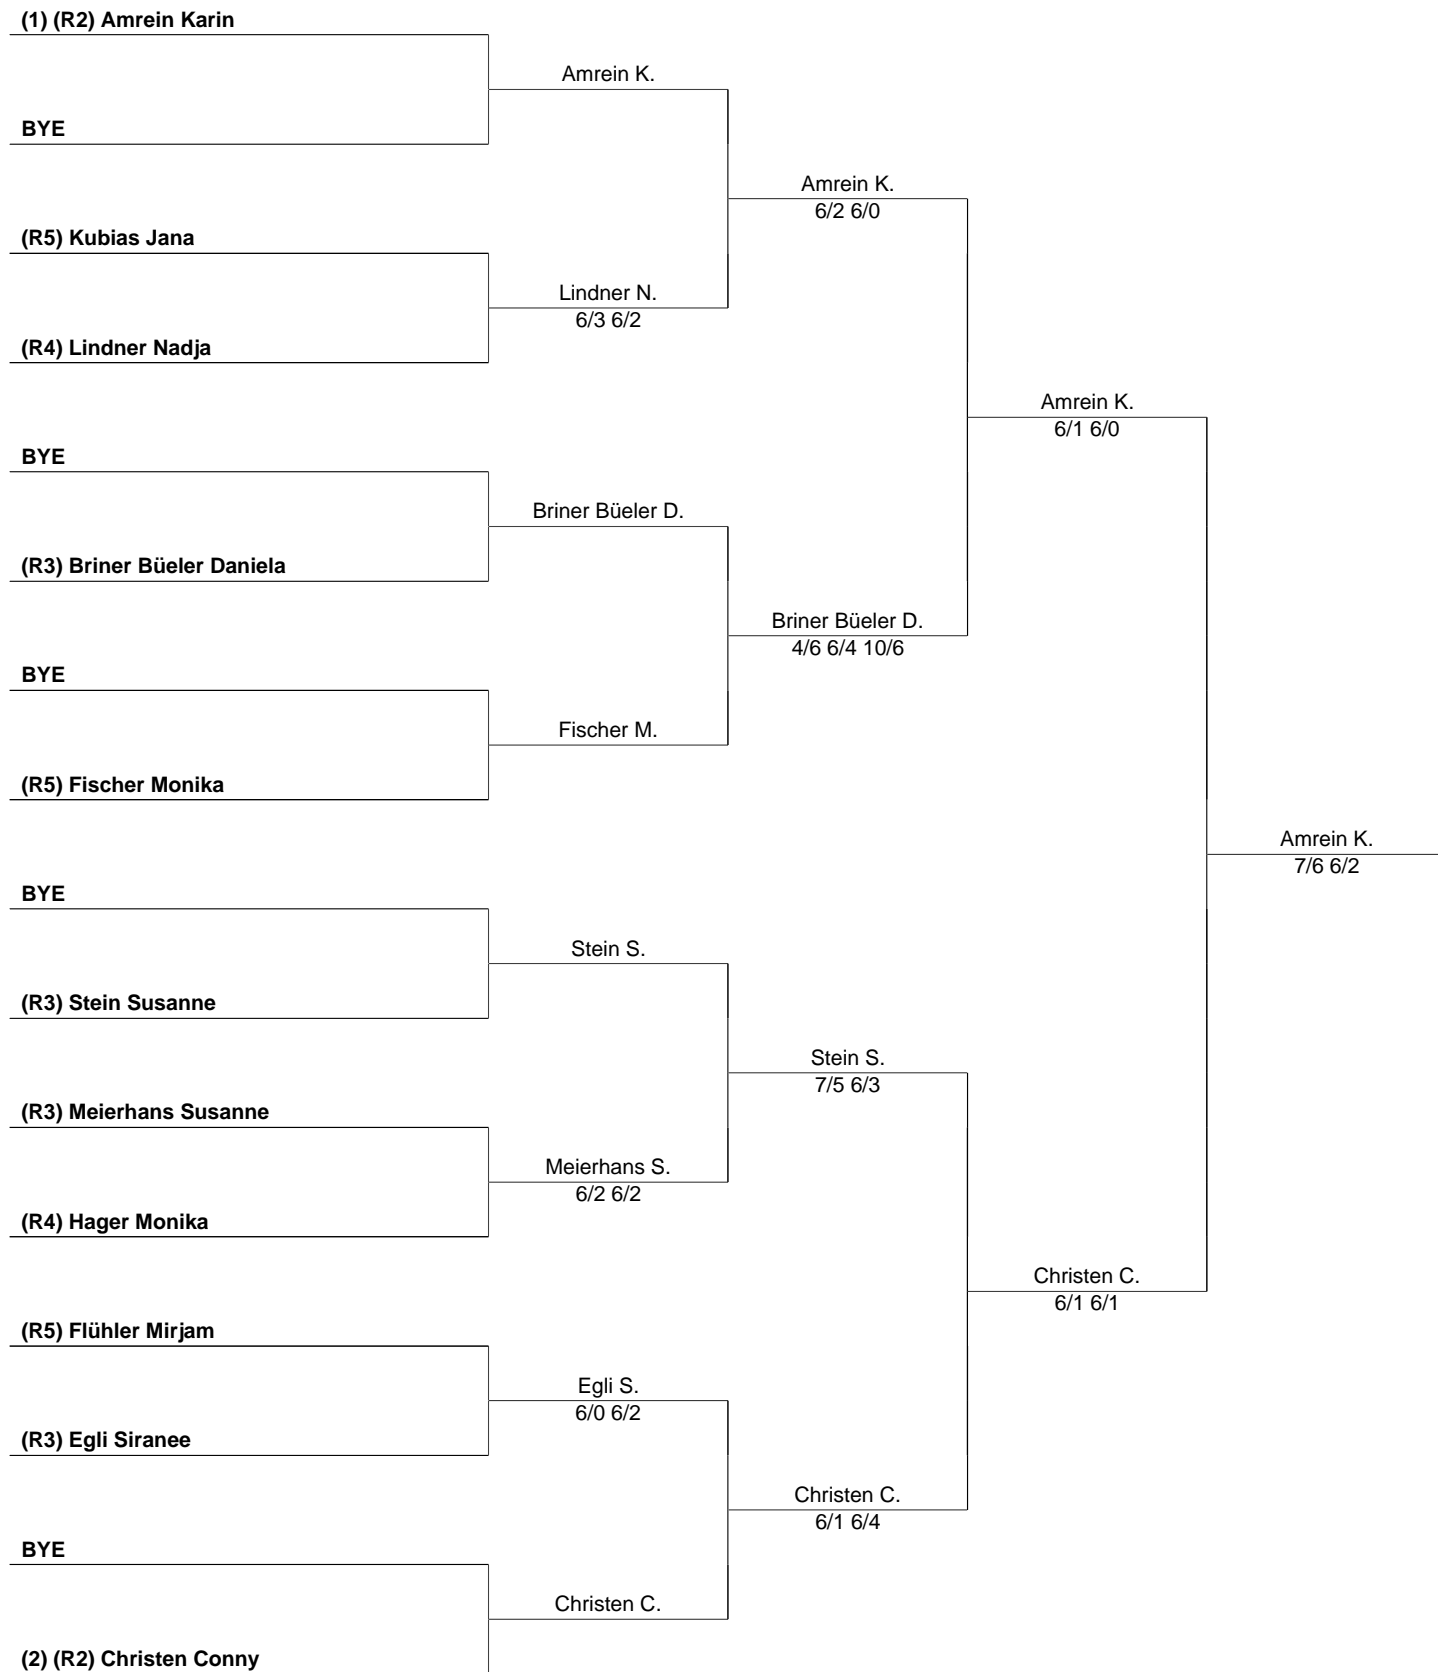 (1) (R2) Amrein Karin
Amrein K.
BYE
Amrein K.
6/2 6/0
(R5) Kubias Jana
Lindner N.
6/3 6/2
(R4) Lindner Nadja
Amrein K.
6/1 6/0
BYE
Briner Büeler D.
(R3) Briner Büeler Daniela
Briner Büeler D.
4/6 6/4 10/6
BYE
Fischer M.
(R5) Fischer Monika
Amrein K.
7/6 6/2
BYE
Stein S.
(R3) Stein Susanne
Stein S.
7/5 6/3
(R3) Meierhans Susanne
Meierhans S.
6/2 6/2
(R4) Hager Monika
Christen C.
6/1 6/1
(R5) Flühler Mirjam
Egli S.
6/0 6/2
(R3) Egli Siranee
Christen C.
6/1 6/4
BYE
Christen C.
(2) (R2) Christen Conny